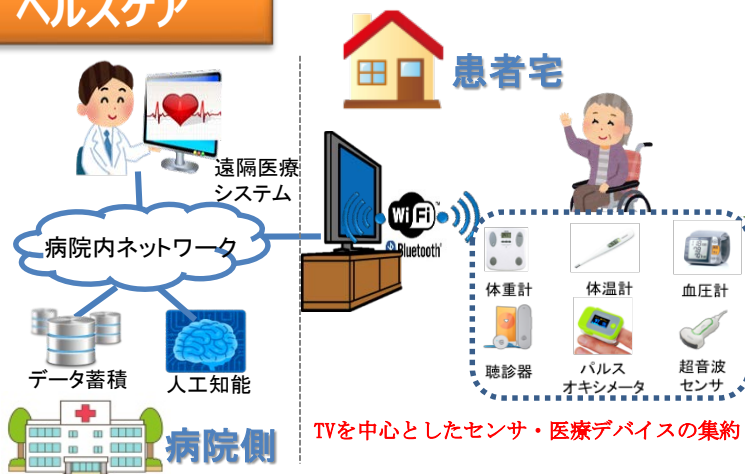 ヘルスケア
患者宅
遠隔医療
システム
病院内ネットワーク
WiFi
Bluetooth
体重計
体温計
血圧計
聴診器
パルス
オキシメータ
超音波
センサ
データ蓄積
人工知能
病院側
TVを中心としたセンサ・医療デバイスの集約